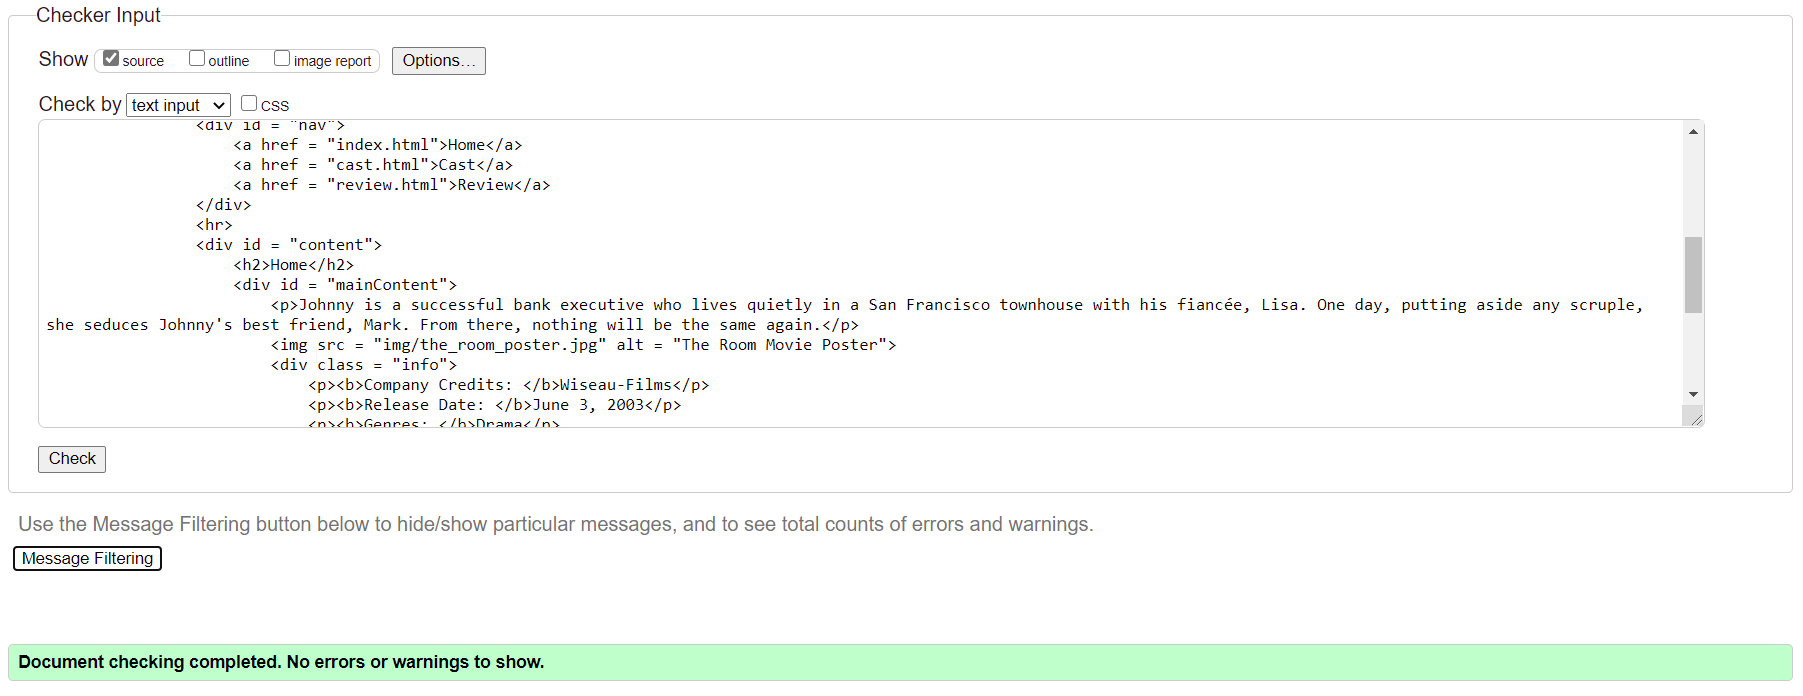 Checker Input
Show source outline image report Options...
Check by text input CSS
<div id = "nav">
<a href = "index.html">Home</a>
<a href = "cast.html">Cast</a>
<a href = "review.html">Review</a>
</div>
<hr>
<div id = "content">
<h2>Home</h2>
<div id = "mainContent">
<p>Johnny is a successful bank executive who lives quietly in a San Francisco townhouse with his fiancée, Lisa. One day, putting aside any scruple,
she seduces Johnny's best friend, Mark. From there, nothing will be the same again.</p>
<img src = "img/the_room_poster.jpg" alt = "The Room Movie Poster">
<div class = "info">
<p><b>Company Credits: </b>Wiseau-Films</p>
<p><b>Release Date: </b>June 3, 2003</p>
<p><b>Genres: </b>Drama</p>
Check
Use the Message Filtering button below to hide/show particular messages, and to see total counts of errors and warnings.
Message Filtering
Document checking completed. No errors or warnings to show.